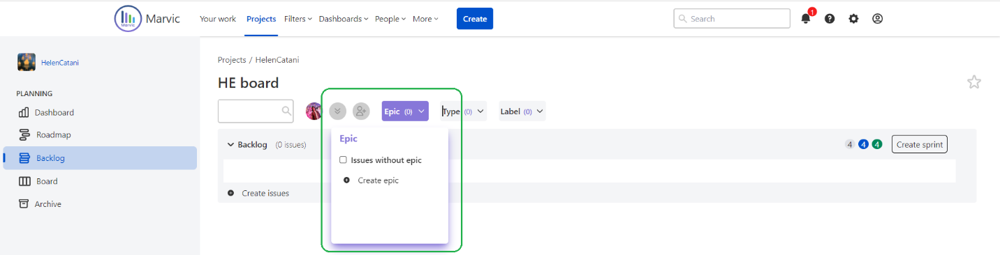 Marvic
Marvic
Your work Projects Filters Dashboards People More Create Search 1
HelenCatani
Projects / HelenCatani
HE board
PLANNING
Dashboard
Roadmap
Backlog
Board
Archive
Epic (0) Type (0) Label (0)
Epic
Issues without epic
Create epic
Backlog (0 issues) 4 4 4 Create sprint
Create issues